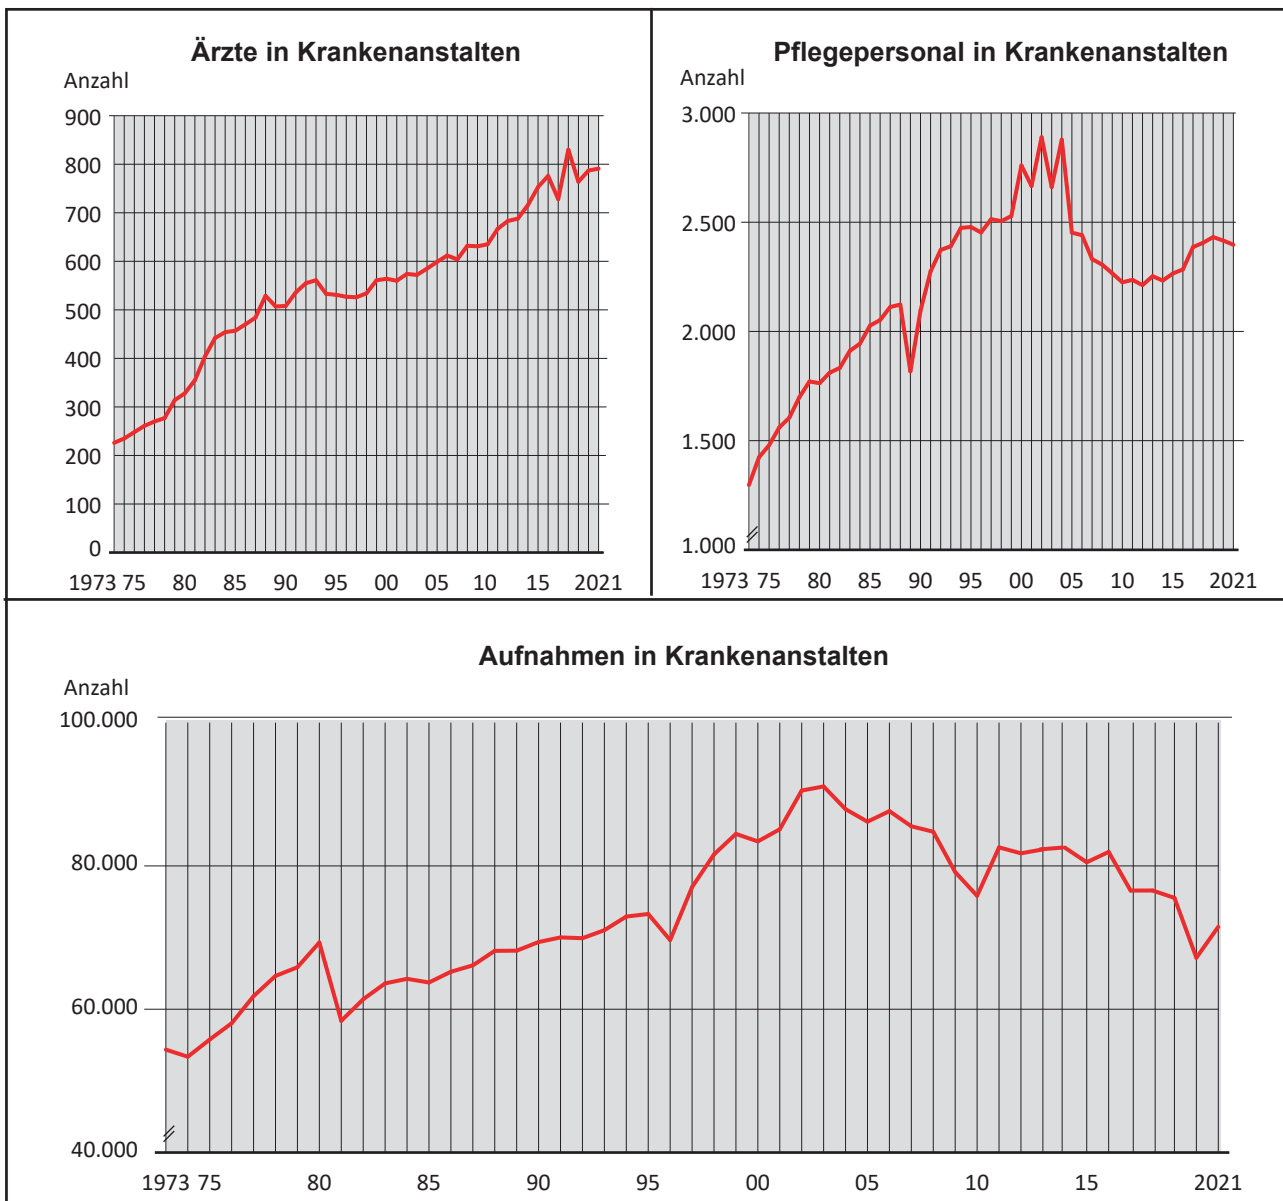 Ärzte in Krankenanstalten
Anzahl
900
800
700
600
500
400
300
200
100
0
1973 75 80 85 90 95 00 05 10 15 2021
Pflegepersonal in Krankenanstalten
Anzahl
3.000
2.500
2.000
1.500
1.000
1973 75 80 85 90 95 00 05 10 15 2021
Aufnahmen in Krankenanstalten
Anzahl
100.000
80.000
60.000
40.000
1973 75 80 85 90 95 00 05 10 15 2021